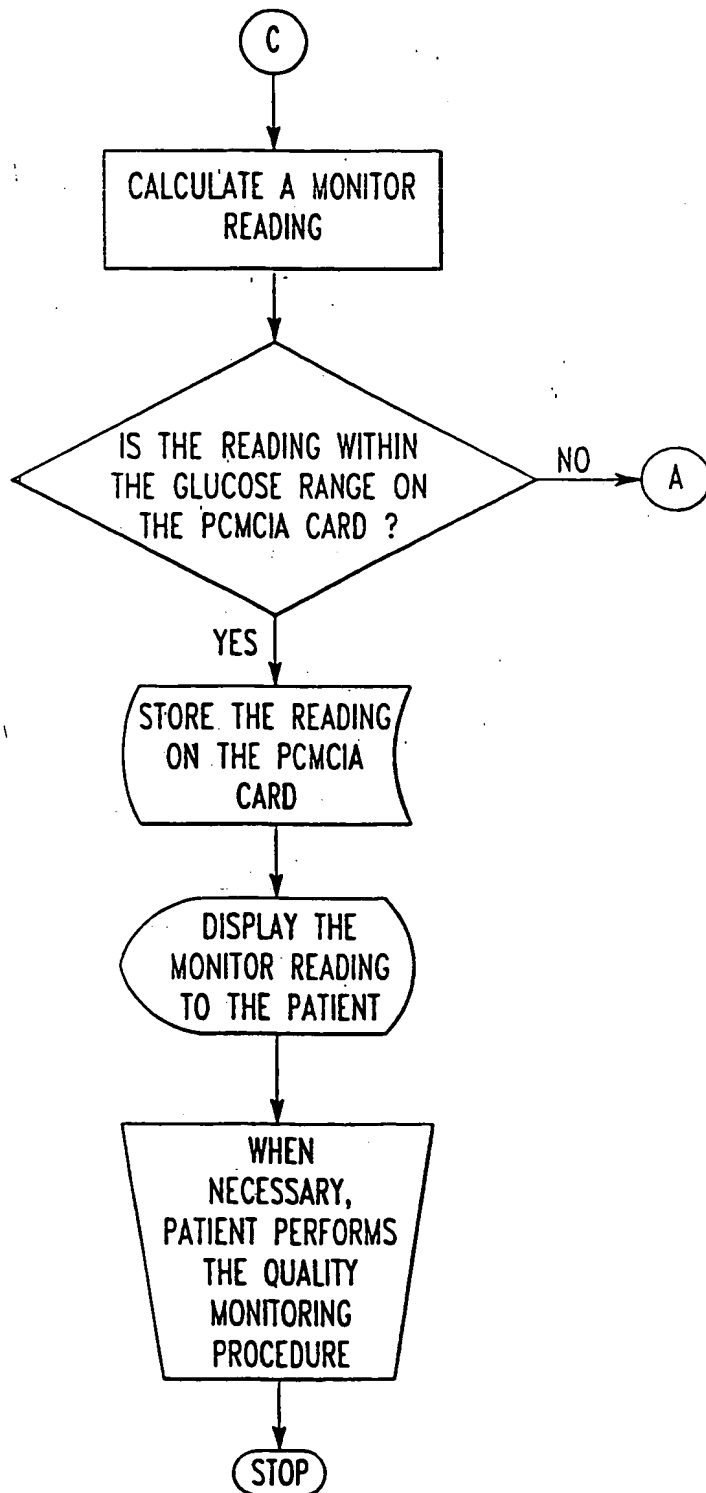 C
CALCULATE A MONITOR
READING
IS THE READING WITHIN
THE GLUCOSE RANGE ON
THE PCMCIA CARD ?
NO
A
YES
STORE THE READING
ON THE PCMCIA
CARD
DISPLAY THE
MONITOR READING
TO THE PATIENT
WHEN
NECESSARY,
PATIENT PERFORMS
THE QUALITY
MONITORING
PROCEDURE
STOP